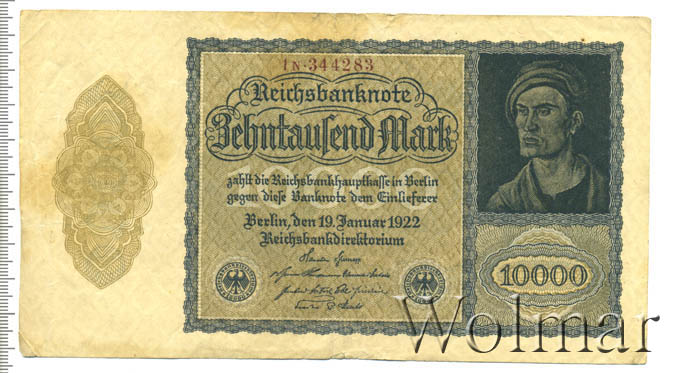 1N·344283
Reichsbanknote
Zehntausend Mark
zahlt die Reichsbankhauptkasse in Berlin
gegen diese Banknote dem Einlieferer
Berlin, den 19. Januar 1922
Reichsbankdirektorium
10000
Wolmar